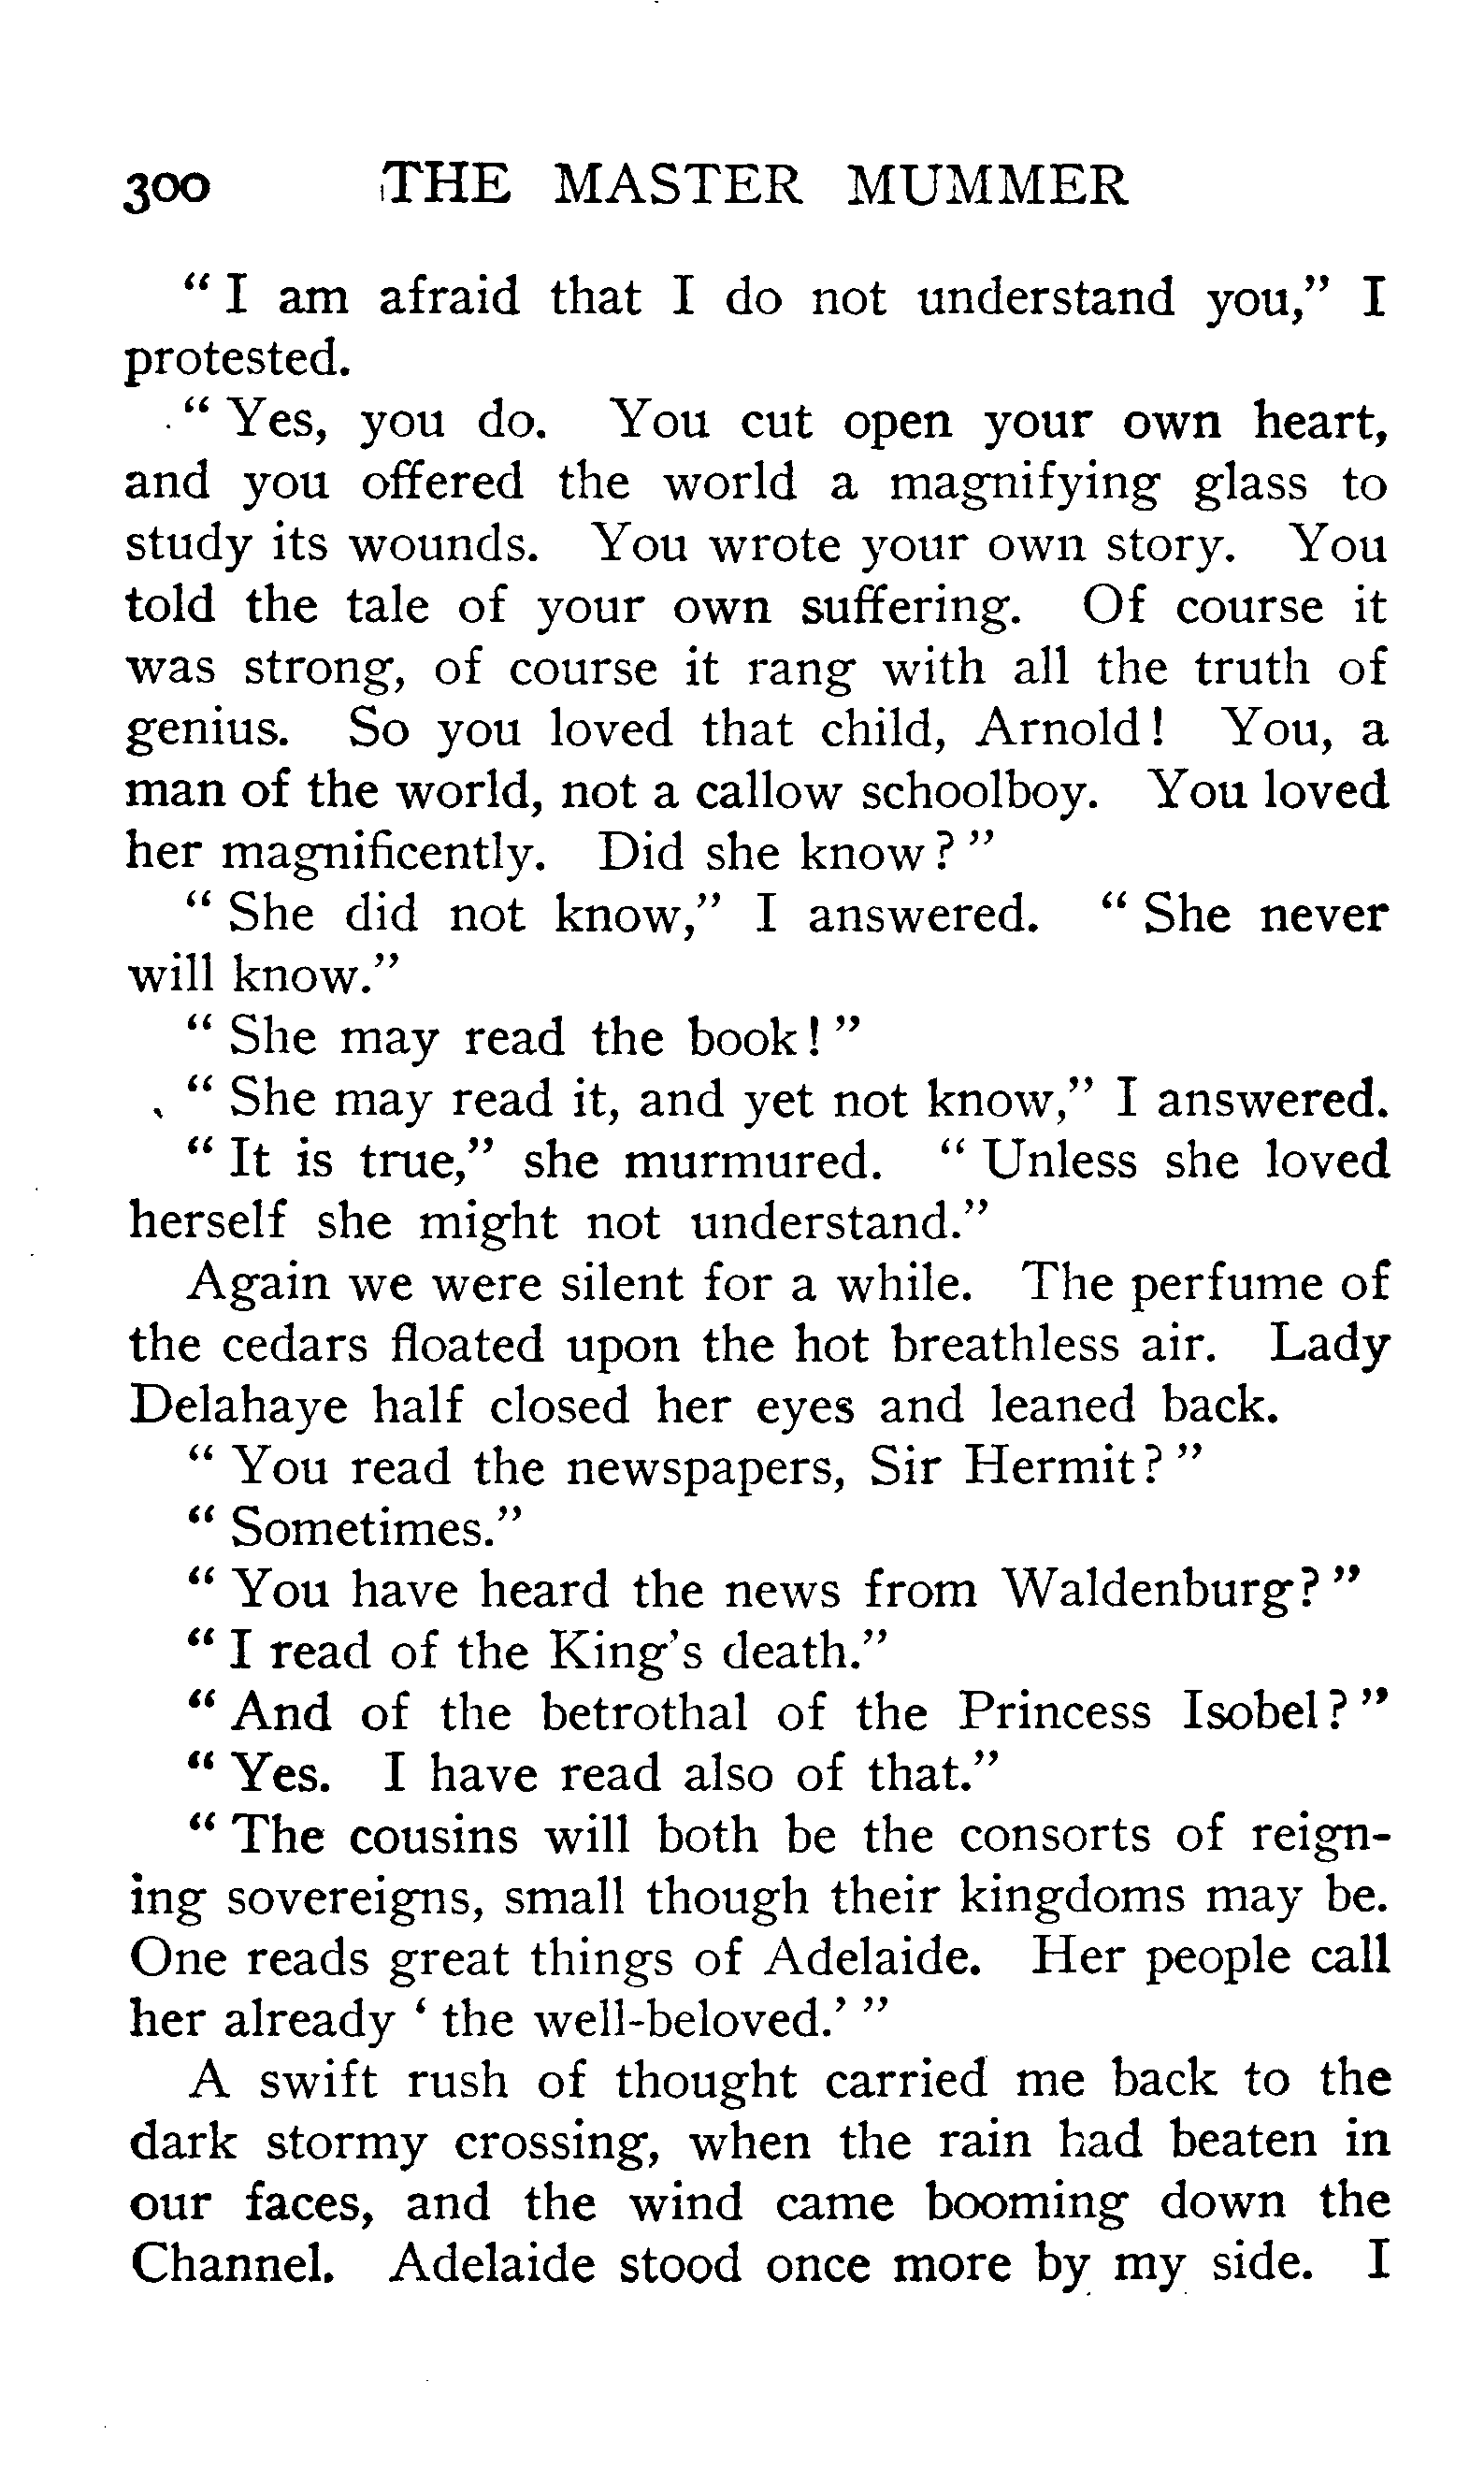 300 THE MASTER MUMMER
" I am afraid that I do not understand you," I
protested.
" Yes, you do. You cut open your own heart,
and you offered the world a magnifying glass to
study its wounds. You wrote your own story. You
told the tale of your own suffering. Of course it
was strong, of course it rang with all the truth of
genius. So you loved that child, Arnold! You, a
man of the world, not a callow schoolboy. You loved
her magnificently. Did she know? "
" She did not know," I answered. " She never
will know."
" She may read the book! "
" She may read it, and yet not know," I answered.
" It is true," she murmured. " Unless she loved
herself she might not understand."
Again we were silent for a while. The perfume of
the cedars floated upon the hot breathless air. Lady
Delahaye half closed her eyes and leaned back.
" You read the newspapers, Sir Hermit? "
" Sometimes."
" You have heard the news from Waldenburg? "
" I read of the King's death."
" And of the betrothal of the Princess Isobel? "
" Yes. I have read also of that."
" The cousins will both be the consorts of reign-
ing sovereigns, small though their kingdoms may be.
One reads great things of Adelaide. Her people call
her already ' the well-beloved.' "
A swift rush of thought carried me back to the
dark stormy crossing, when the rain had beaten in
our faces, and the wind came booming down the
Channel. Adelaide stood once more by my side. I